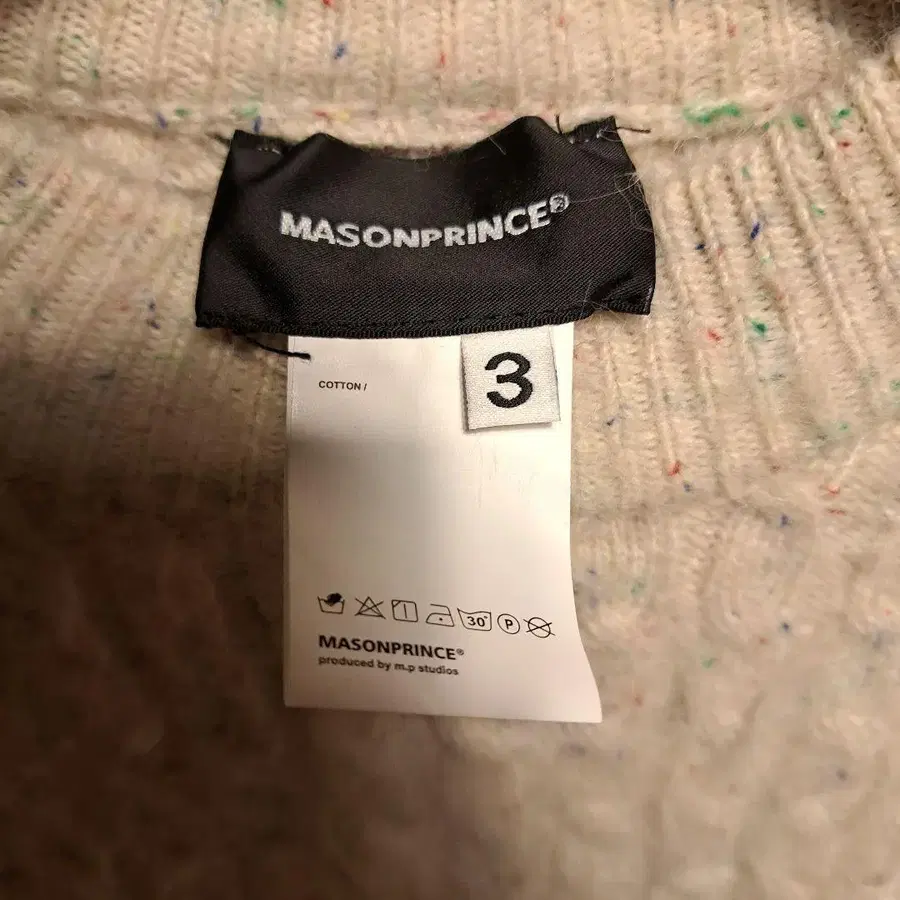 MASONPRINCE®
3
COTTON /
30°
P
MASONPRINCE®
produced by m.p studios